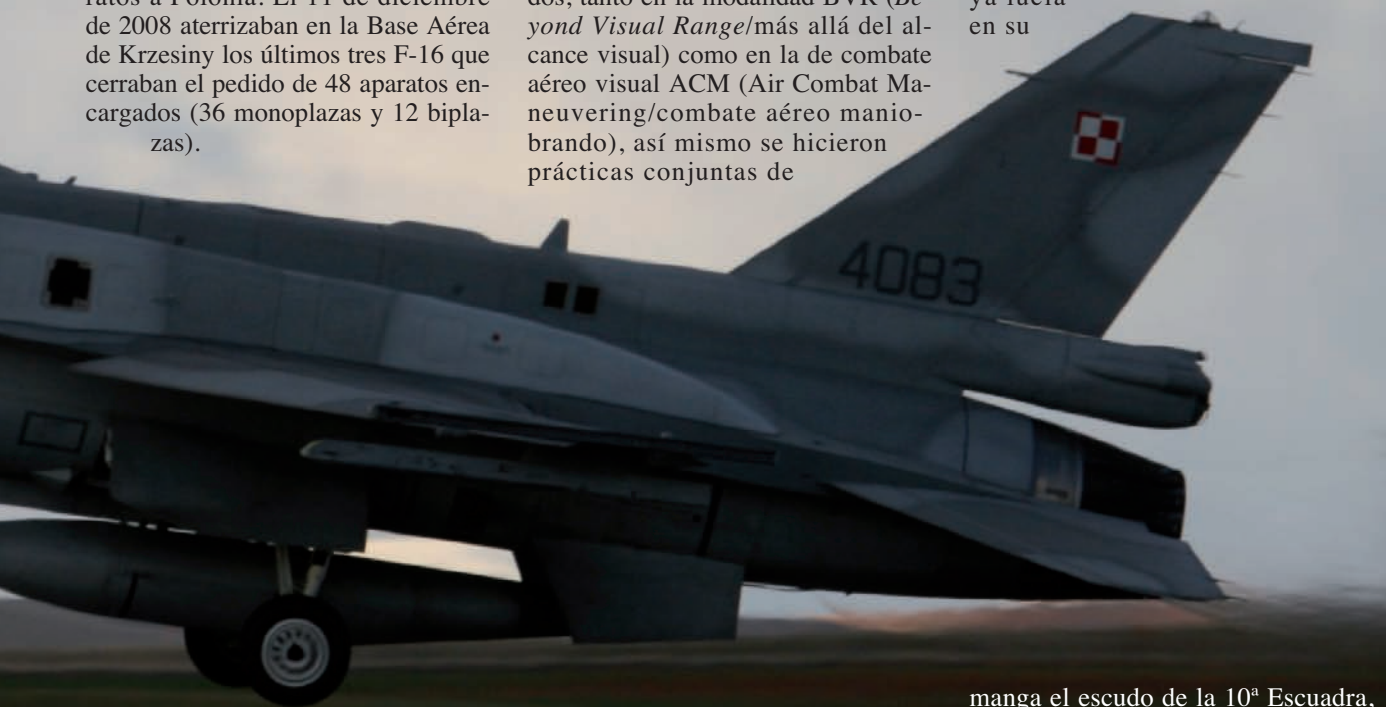 de 2008 aterrizaban en la Base Aérea
de Krzesiny los últimos tres F-16 que
cerraban el pedido de 48 aparatos en-
cargados (36 monoplazas y 12 bipla-
zas).
yond Visual Range/más allá del al-
cance visual) como en la de combate
aéreo visual ACM (Air Combat Ma-
neuvering/combate aéreo manio-
brando), así mismo se hicieron
prácticas conjuntas de
en su
4083
manga el escudo de la 10ª Escuadra,